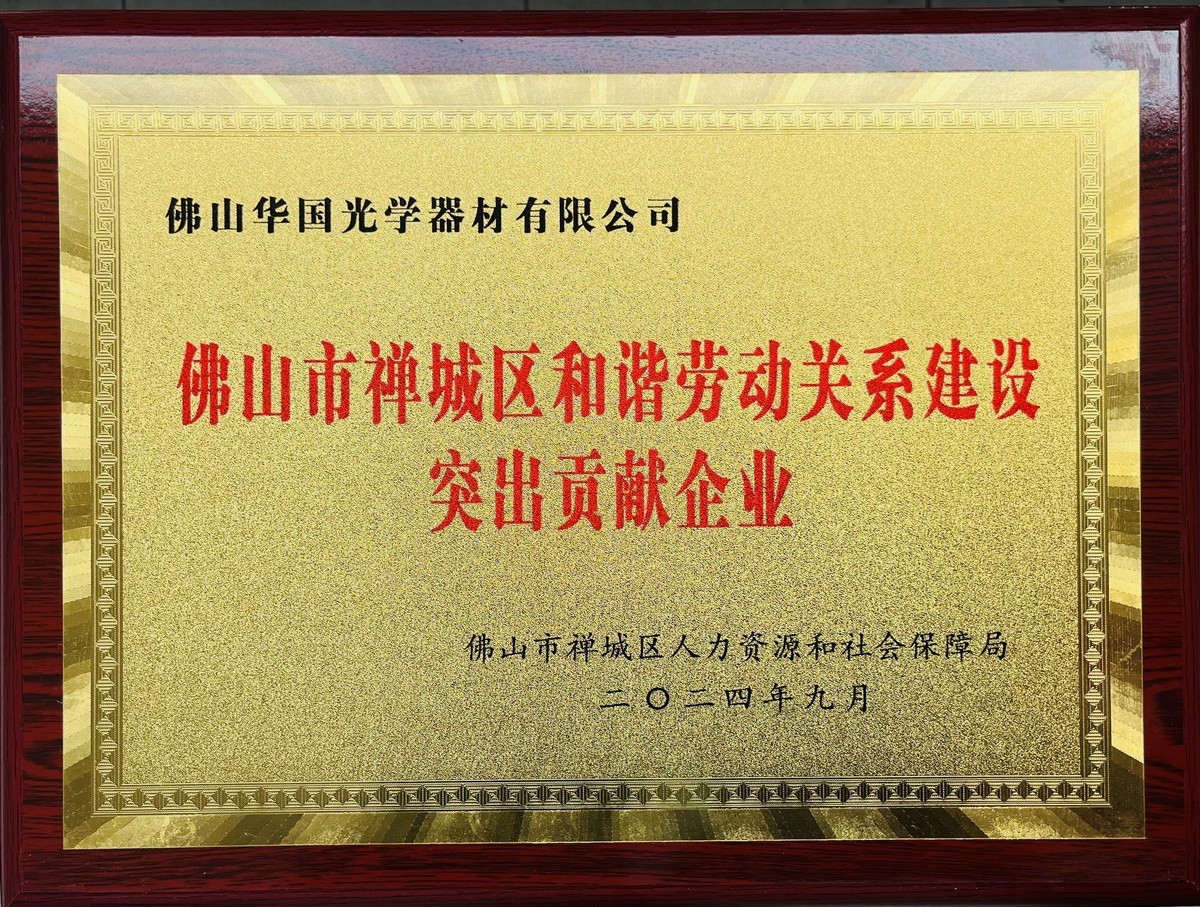 佛山华国光学器材有限公司
佛山市禅城区和谐劳动关系建设
突出贡献企业
佛山市禅城区人力资源和社会保障局
二〇二四年九月